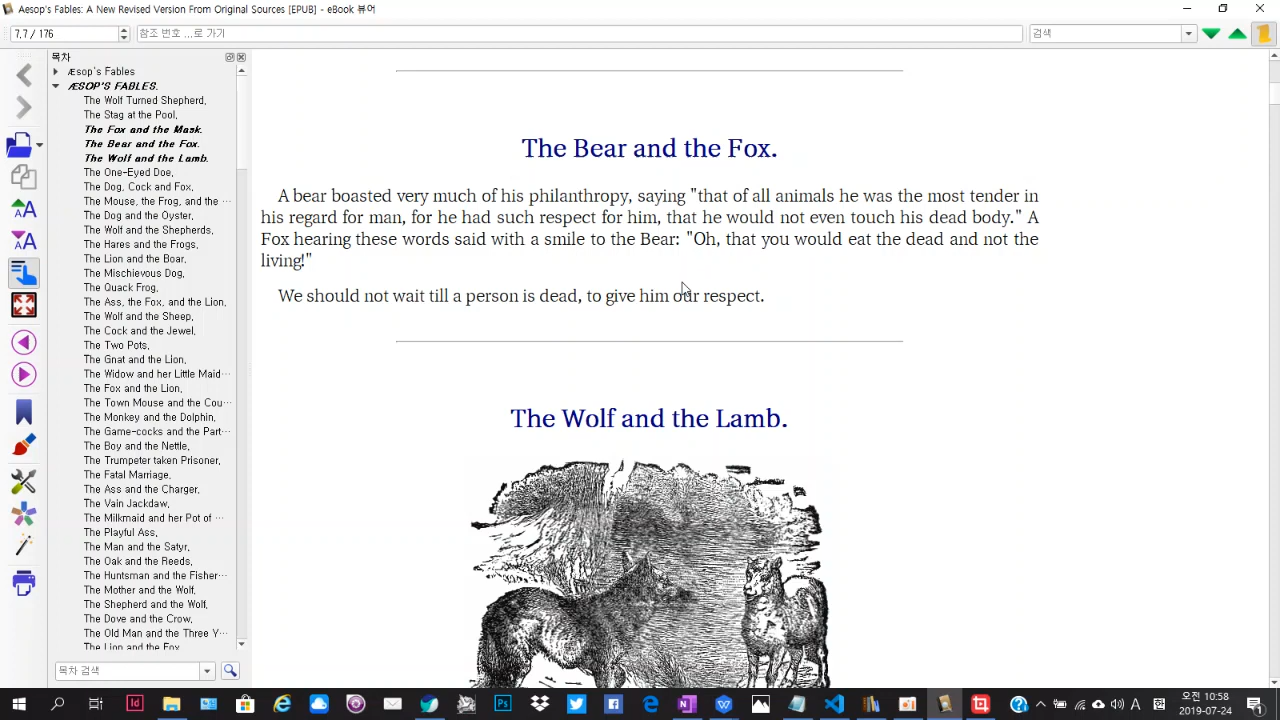 Aesop's Fables: A New Revised Version From Original Sources [EPUB] - eBook 뷰어
7.7 / 176
참조 번호 ...로 가기
검색
목차
Æsop's Fables
ÆSOP'S FABLES.
The Wolf Turned Shepherd,
The Stag at the Pool,
The Fox and the Mask.
The Bear and the Fox.
The Wolf and the Lamb.
The One-Eyed Doe,
The Dog, Cock and Fox,
The Mouse, the Frog, and the ···
The Dog and the Oyster,
The Wolf and the Shepherds,
The Hares and the Frogs,
The Lion and the Boar,
The Mischievous Dog,
The Quack Frog,
The Ass, the Fox, and the Lion,
The Wolf and the Sheep,
The Cock and the Jewel,
The Two Pots,
The Gnat and the Lion,
The Widow and her Little Maid···
The Fox and the Lion,
The Town Mouse and the Cou···
The Monkey and the Dolphin,
The Game-cocks and the Part···
The Boy and the Nettle,
The Trumpeter taken Prisoner,
The Fatal Marriage,
The Ass and the Charger,
The Vain Jackdaw,
The Milkmaid and her Pot of ···
The Playful Ass,
The Man and the Satyr,
The Oak and the Reeds,
The Huntsman and the Fisher···
The Mother and the Wolf,
The Shepherd and the Wolf,
The Dove and the Crow,
The Old Man and the Three Y···
The Lion and the Fox
목차 검색
The Bear and the Fox.
A bear boasted very much of his philanthropy, saying "that of all animals he was the most tender in
his regard for man, for he had such respect for him, that he would not even touch his dead body." A
Fox hearing these words said with a smile to the Bear: "Oh, that you would eat the dead and not the
living!"
We should not wait till a person is dead, to give him our respect.
The Wolf and the Lamb.
오전 10:58
2019-07-24